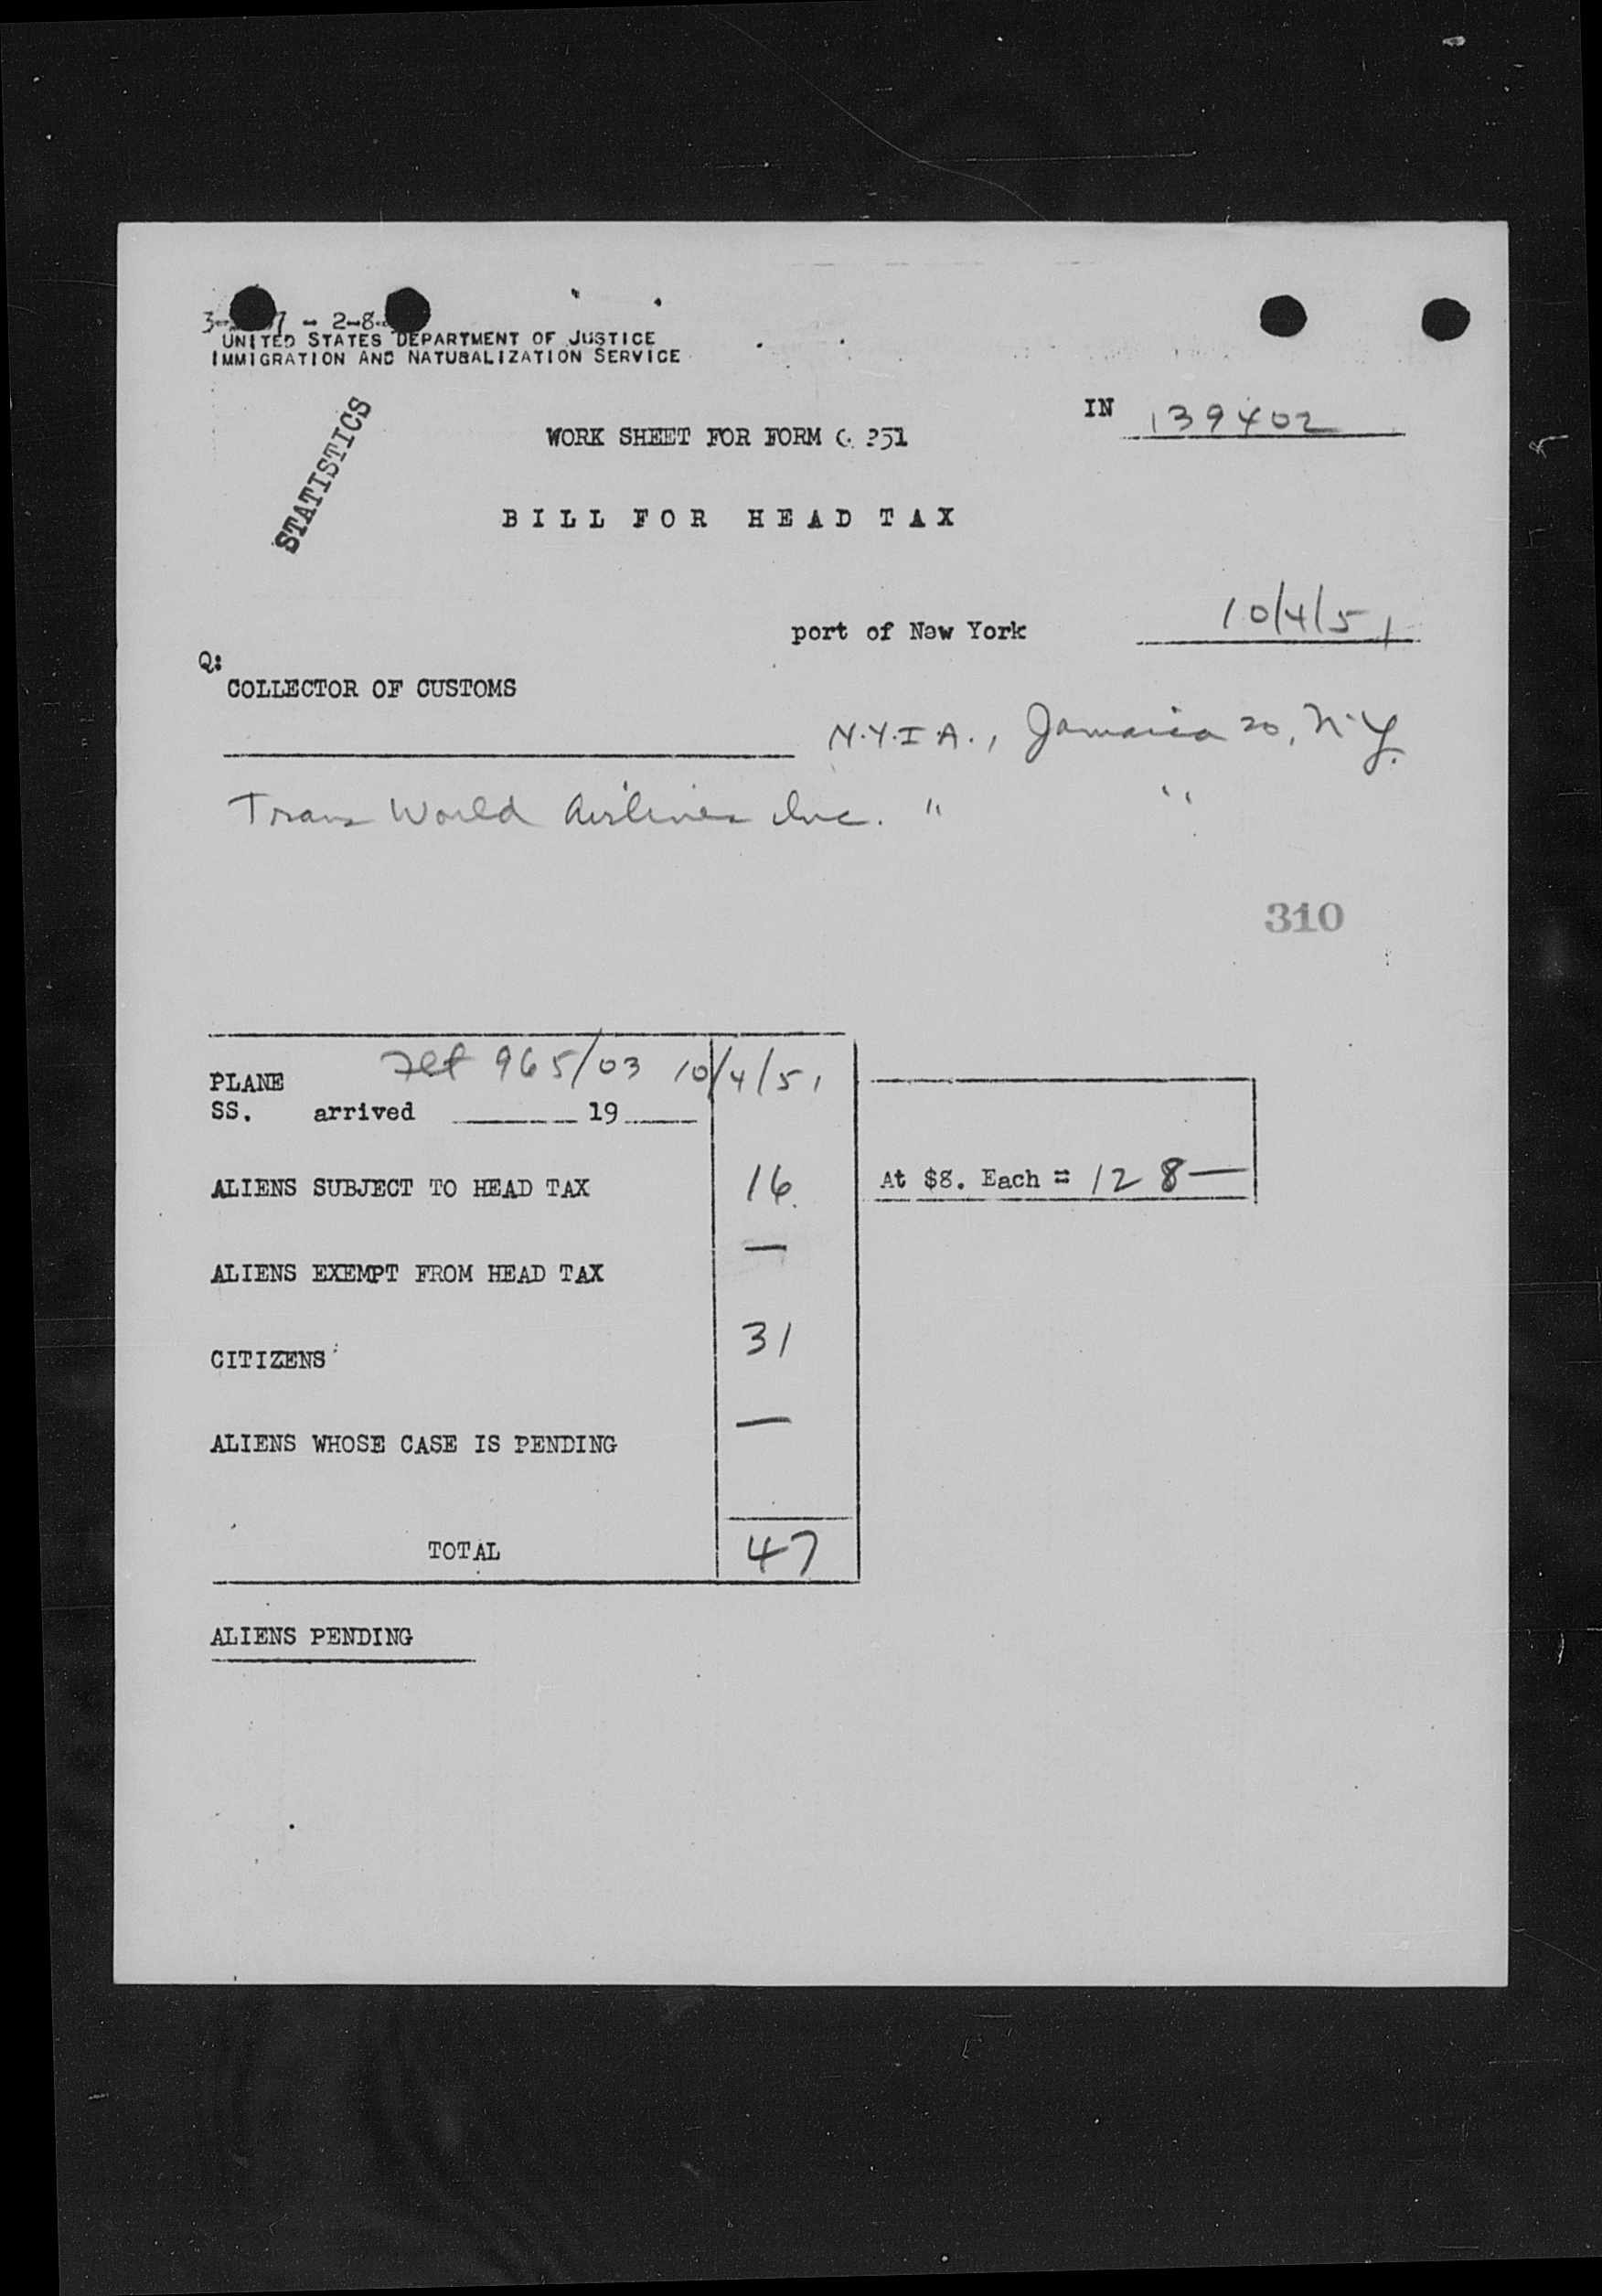 UNITED STATES DEPARTMENT OF JUSTICE
IMMIGRATION AND NATURALIZATION SERVICE
STATISTICS
IN 139402
WORK SHEET FOR FORM G. 251
BILL FOR HEAD TAX
port of New York 10/4/51
Q:
COLLECTOR OF CUSTOMS
N.Y.I.A., Jamaica 20, N.Y.
Trans World Airlines Inc. " "
310
PLANE Flt 965/03 10/4/51
SS. arrived 19
ALIENS SUBJECT TO HEAD TAX 16 At $8. Each = 128—
ALIENS EXEMPT FROM HEAD TAX —
CITIZENS 31
ALIENS WHOSE CASE IS PENDING —
TOTAL 47
ALIENS PENDING